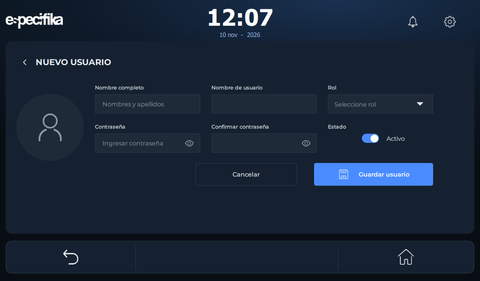 e-pecifika
12:07
10 nov - 2026
NUEVO USUARIO
Nombre completo
Nombre de usuario
Rol
Nombres y apellidos
Seleccione rol
Contraseña
Confirmar contraseña
Estado
Ingresar contraseña
Activo
Cancelar
Guardar usuario